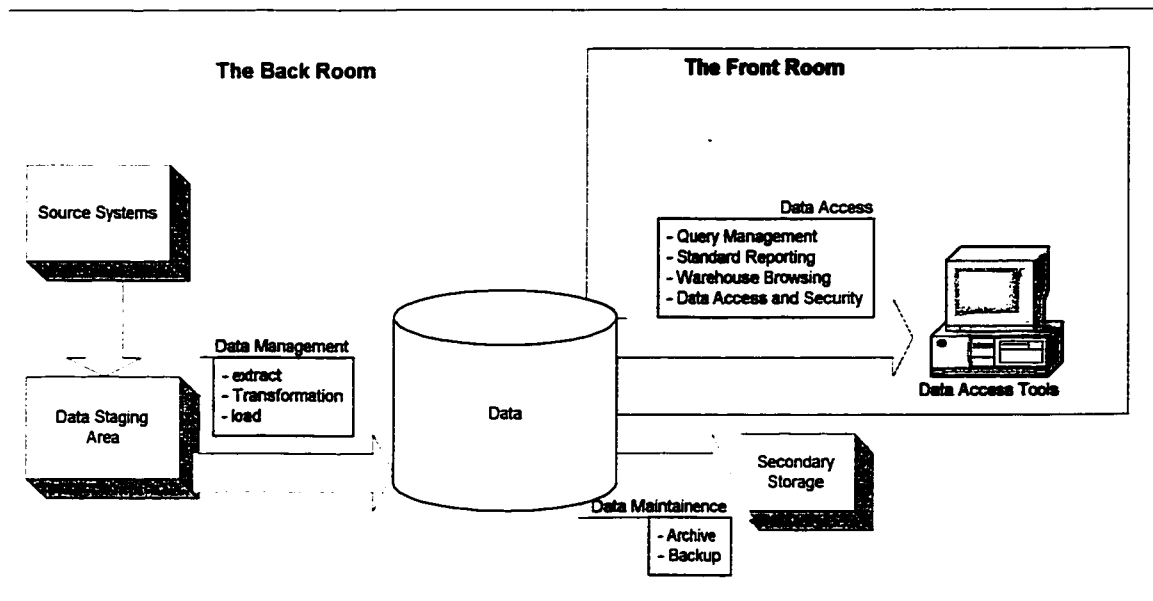 The Back Room
The Front Room
Source Systems
Data Access
- Query Management
- Standard Reporting
- Warehouse Browsing
- Data Access and Security
Data Management
- extract
- Transformation
- load
Data Access Tools
Data Staging
Area
Data
Secondary
Storage
Data Maintainence
- Archive
- Backup